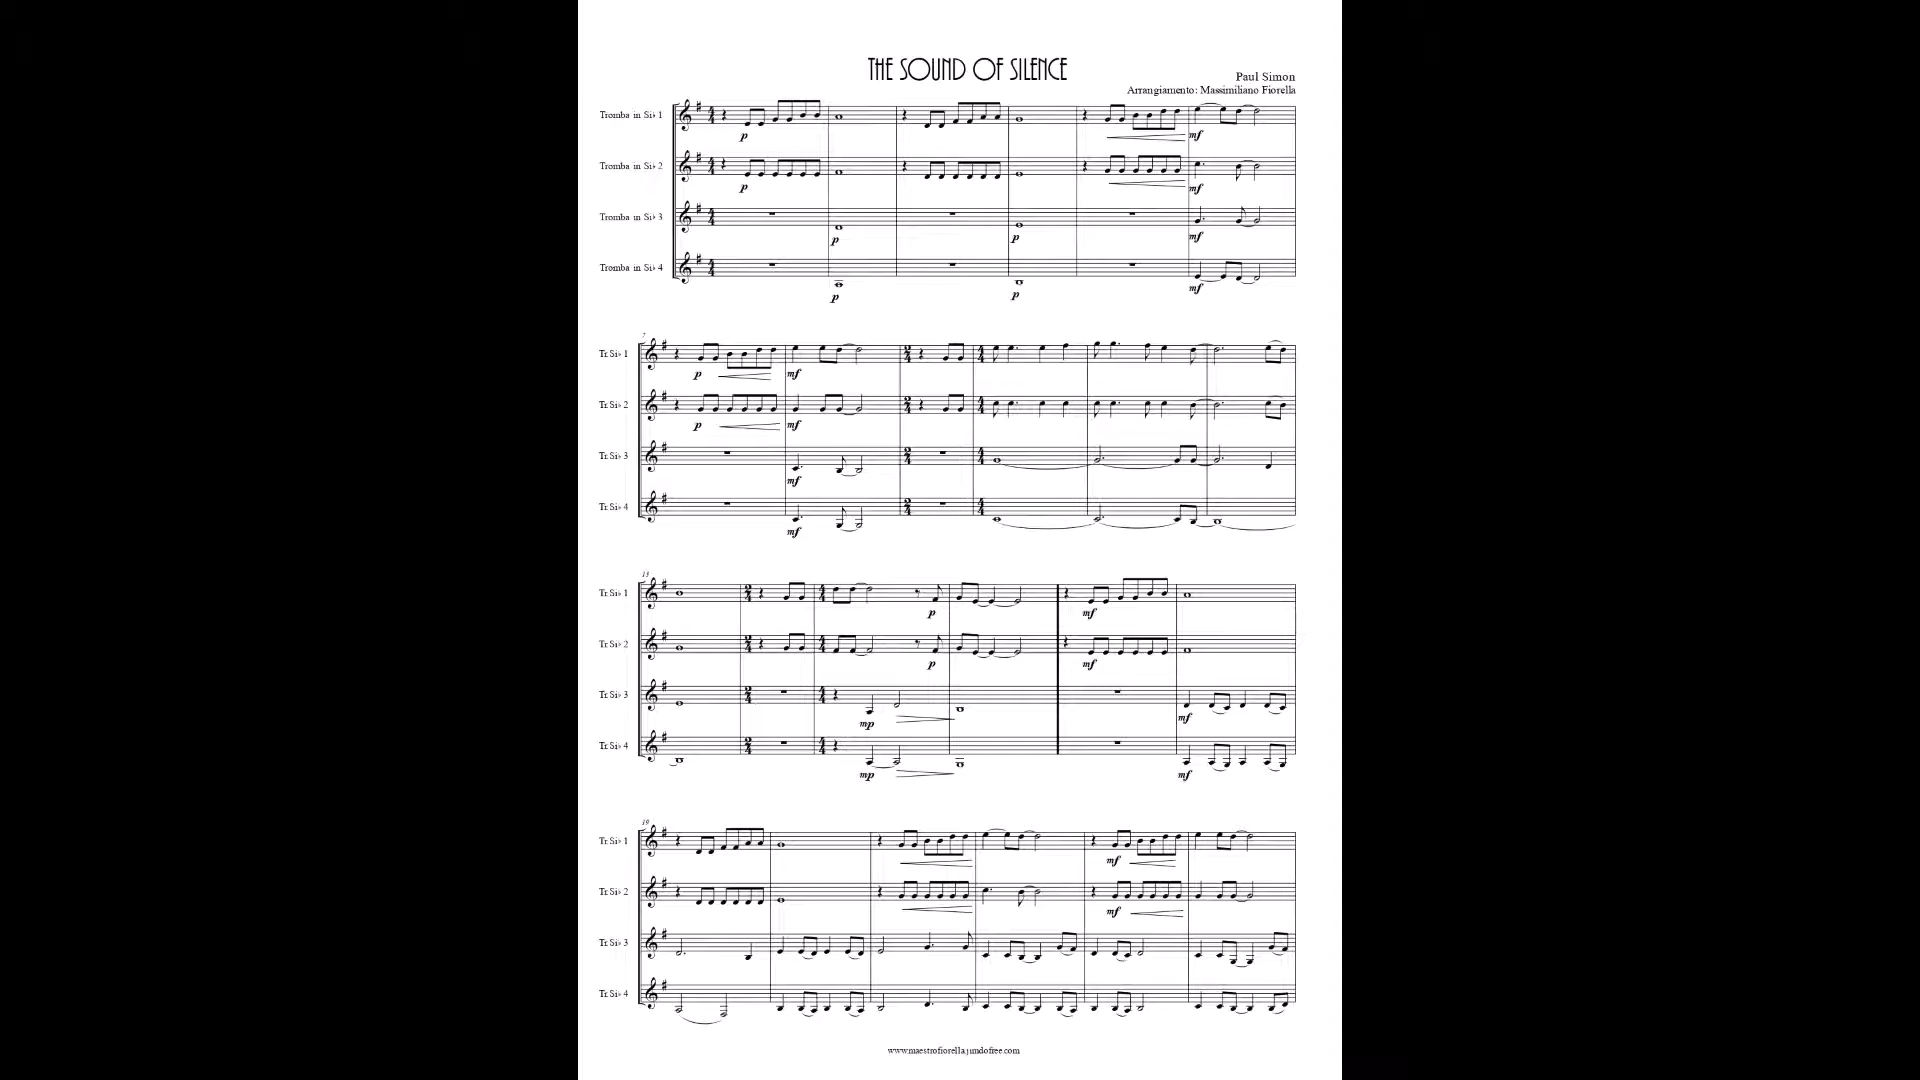 THE SOUND OF SILENCE
Paul Simon
Arrangiamento: Massimiliano Fiorella
Tromba in Si♭ 1
p
mf
Tromba in Si♭ 2
p
mf
Tromba in Si♭ 3
p
p
mf
Tromba in Si♭ 4
p
p
mf
7
Tr. Si♭ 1
p
mf
Tr. Si♭ 2
p
mf
Tr. Si♭ 3
mf
Tr. Si♭ 4
mf
13
Tr. Si♭ 1
p
mf
Tr. Si♭ 2
p
mf
Tr. Si♭ 3
mp
mf
Tr. Si♭ 4
mp
mf
19
Tr. Si♭ 1
mf
Tr. Si♭ 2
mf
Tr. Si♭ 3
Tr. Si♭ 4
www.maestrofiorella.jimdofree.com